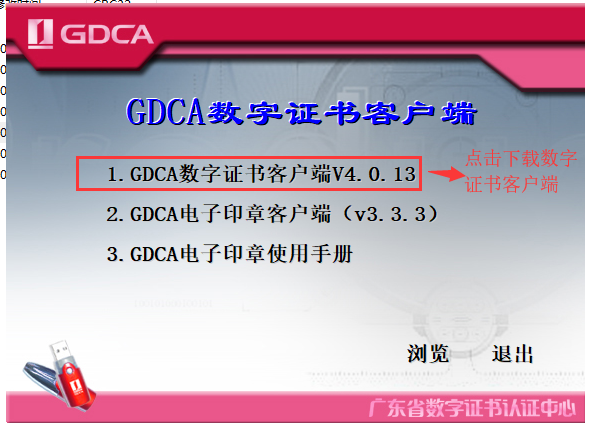 GDCA
GDCA数字证书客户端
1.GDCA数字证书客户端V4.0.13
点击下载数字
证书客户端
2.GDCA电子印章客户端（v3.3.3）
3.GDCA电子印章使用手册
浏览
退出
广东省数字证书认证中心